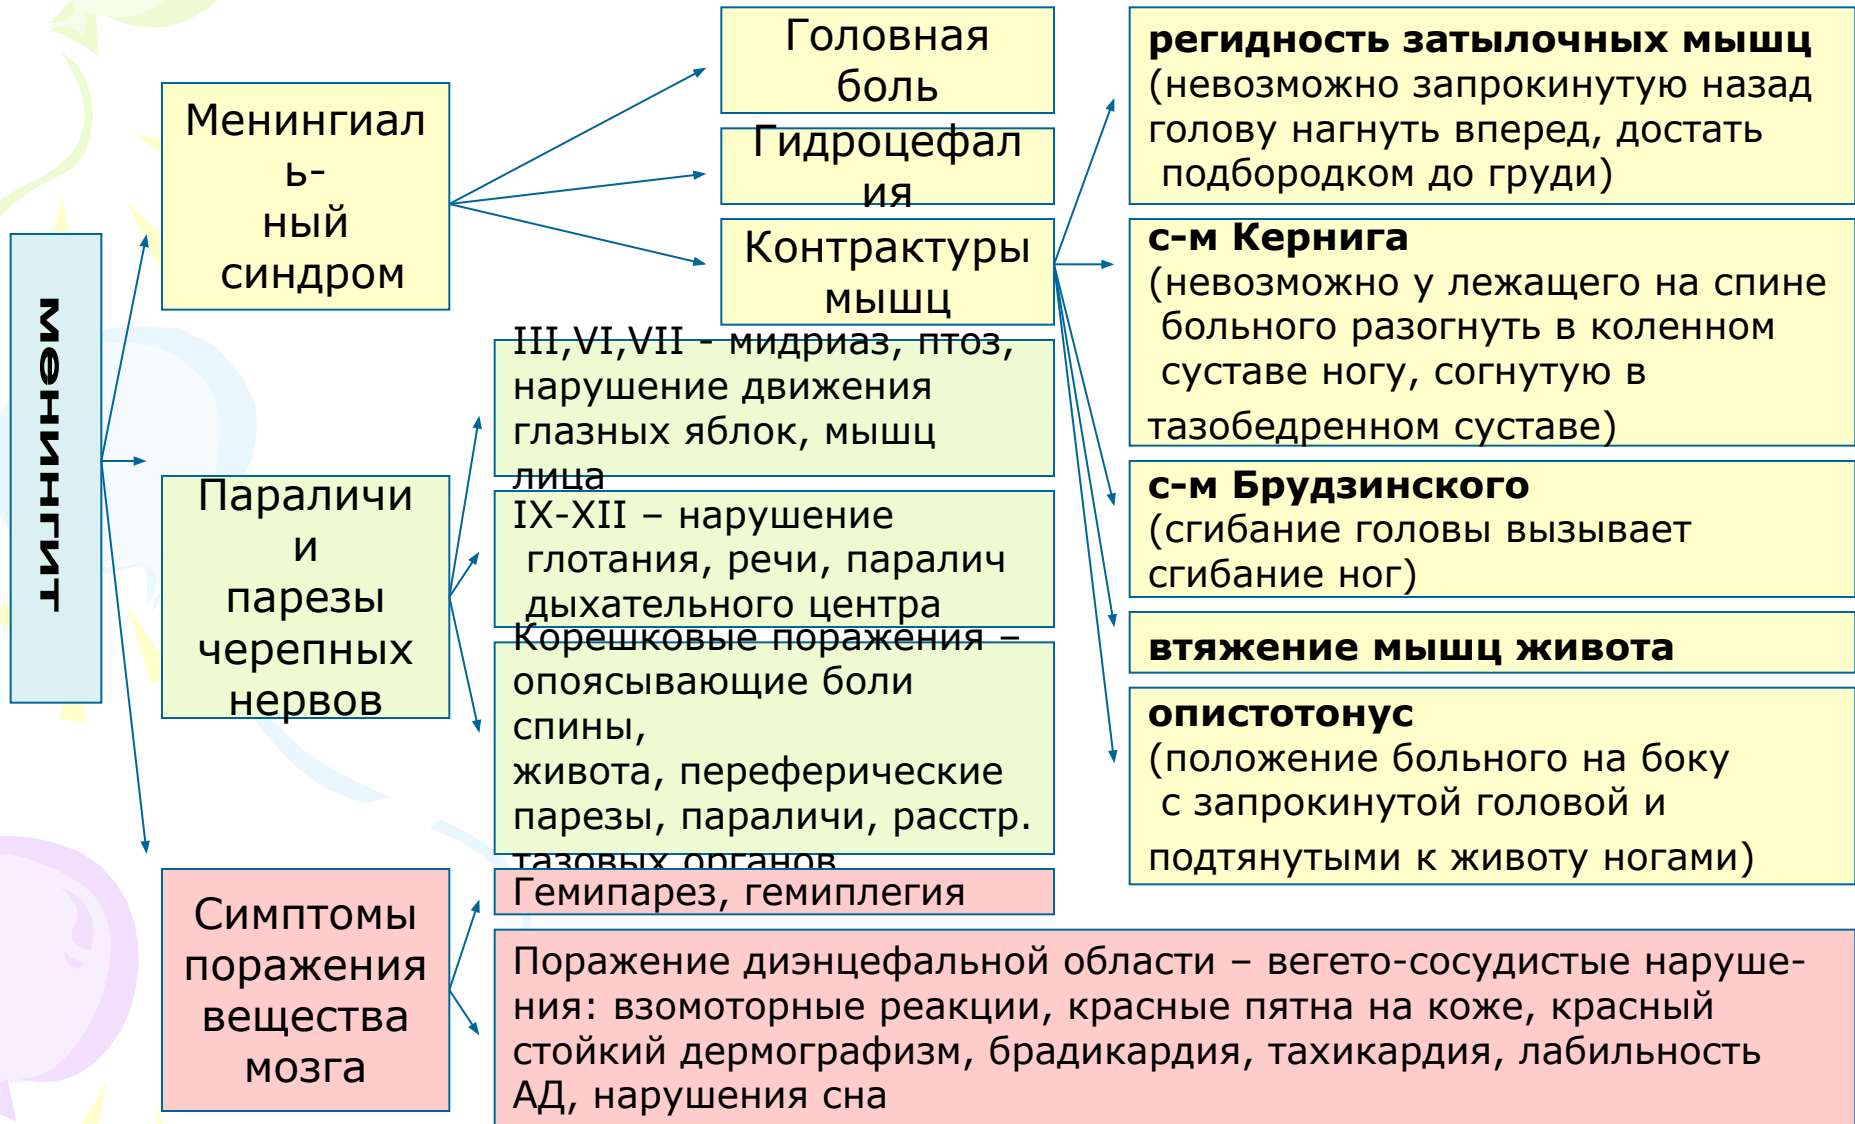 менингит
Менингиал
ь-
ный
синдром
Головная
боль
Гидроцефал
ия
Контрактуры
мышц
регидность затылочных мышц
(невозможно запрокинутую назад
голову нагнуть вперед, достать
подбородком до груди)
с-м Кернига
(невозможно у лежащего на спине
больного разогнуть в коленном
суставе ногу, согнутую в
тазобедренном суставе)
с-м Брудзинского
(сгибание головы вызывает
сгибание ног)
втяжение мышц живота
опистотонус
(положение больного на боку
с запрокинутой головой и
подтянутыми к животу ногами)
Параличи
и
парезы
черепных
нервов
III,VI,VII - мидриаз, птоз,
нарушение движения
глазных яблок, мышц
лица
IX-XII – нарушение
глотания, речи, паралич
дыхательного центра
Корешковые поражения –
опоясывающие боли
спины,
живота, переферические
парезы, параличи, расстр.
тазовых органов
Симптомы
поражения
вещества
мозга
Гемипарез, гемиплегия
Поражение диэнцефальной области – вегето-сосудистые наруше-
ния: взомоторные реакции, красные пятна на коже, красный
стойкий дермографизм, брадикардия, тахикардия, лабильность
АД, нарушения сна